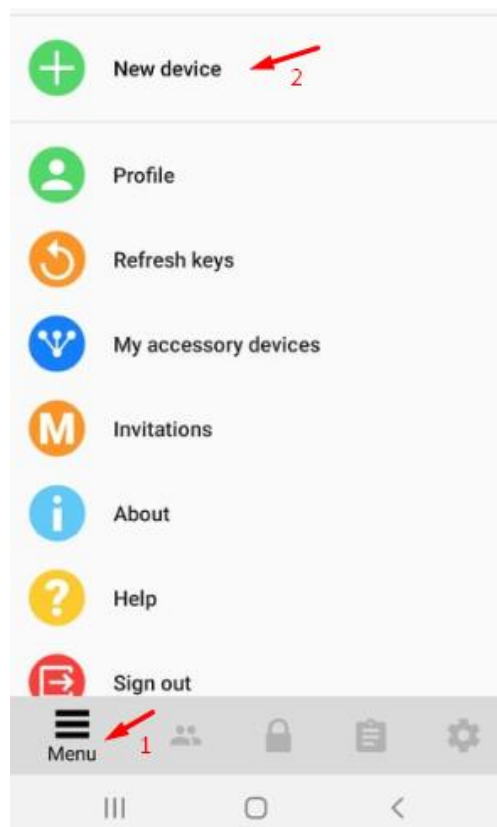 New device
2
Profile
Refresh keys
My accessory devices
M
Invitations
i
About
?
Help
Sign out
1
Menu